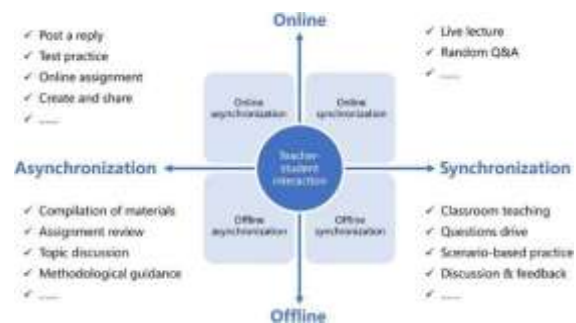 Online
✓ Post a reply
✓ Test practice
✓ Online assignment
✓ Create and share
✓ ......
✓ Live lecture
✓ Random Q&A
✓ ......
Online
asynchronization
Online
synchronization
Asynchronization
Teacher-
student
interaction
Synchronization
Offline
asynchronization
Offline
synchronization
✓ Compilation of materials
✓ Assignment review
✓ Topic discussion
✓ Methodological guidance
✓ ......
✓ Classroom teaching
✓ Questions drive
✓ Scenario-based practice
✓ Discussion & feedback
✓ ......
Offline